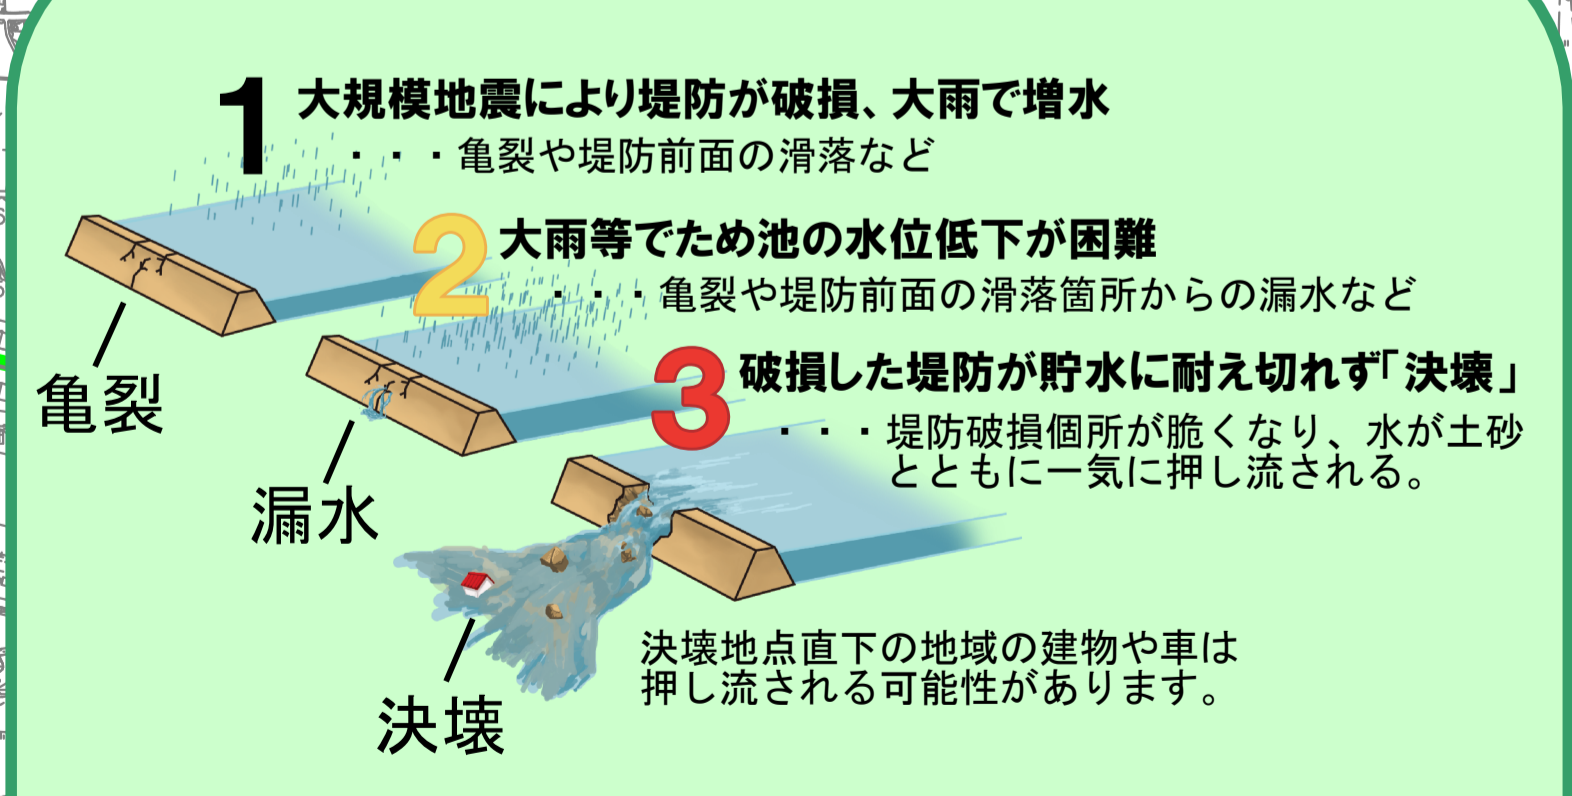 1 大規模地震により堤防が破損、大雨で増水
・・・亀裂や堤防前面の滑落など
2 大雨等でため池の水位低下が困難
・・・亀裂や堤防前面の滑落箇所からの漏水など
3 破損した堤防が貯水に耐え切れず「決壊」
・・・堤防破損個所が脆くなり、水が土砂
とともに一気に押し流される。
亀裂
漏水
決壊
決壊地点直下の地域の建物や車は
押し流される可能性があります。